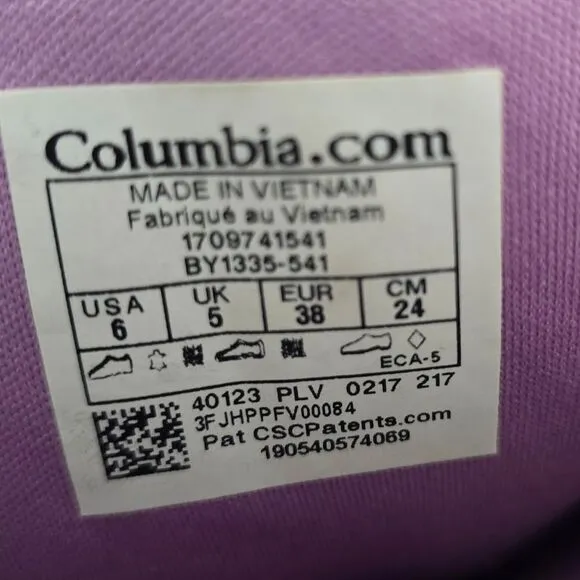 Columbia.com
MADE IN VIETNAM
Fabriqué au Vietnam
1709741541
BY1335-541
USA UK EUR CM
6 5 38 24
ECA-5
40123 PLV 0217 217
3FJHPPFV00084
Pat CSCPatents.com
190540574069